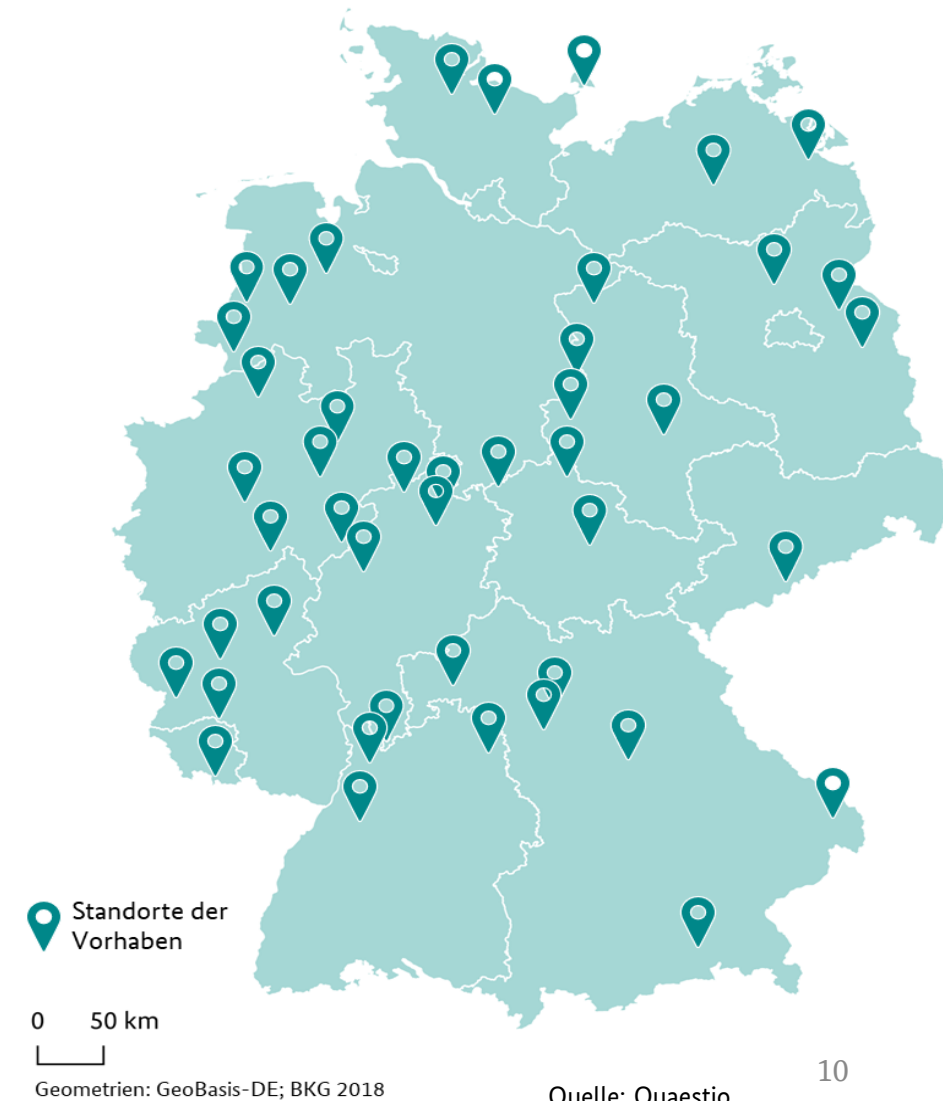 Standorte der
Vorhaben
0 50 km
Geometrien: GeoBasis-DE; BKG 2018
10
Quelle: Quaestio